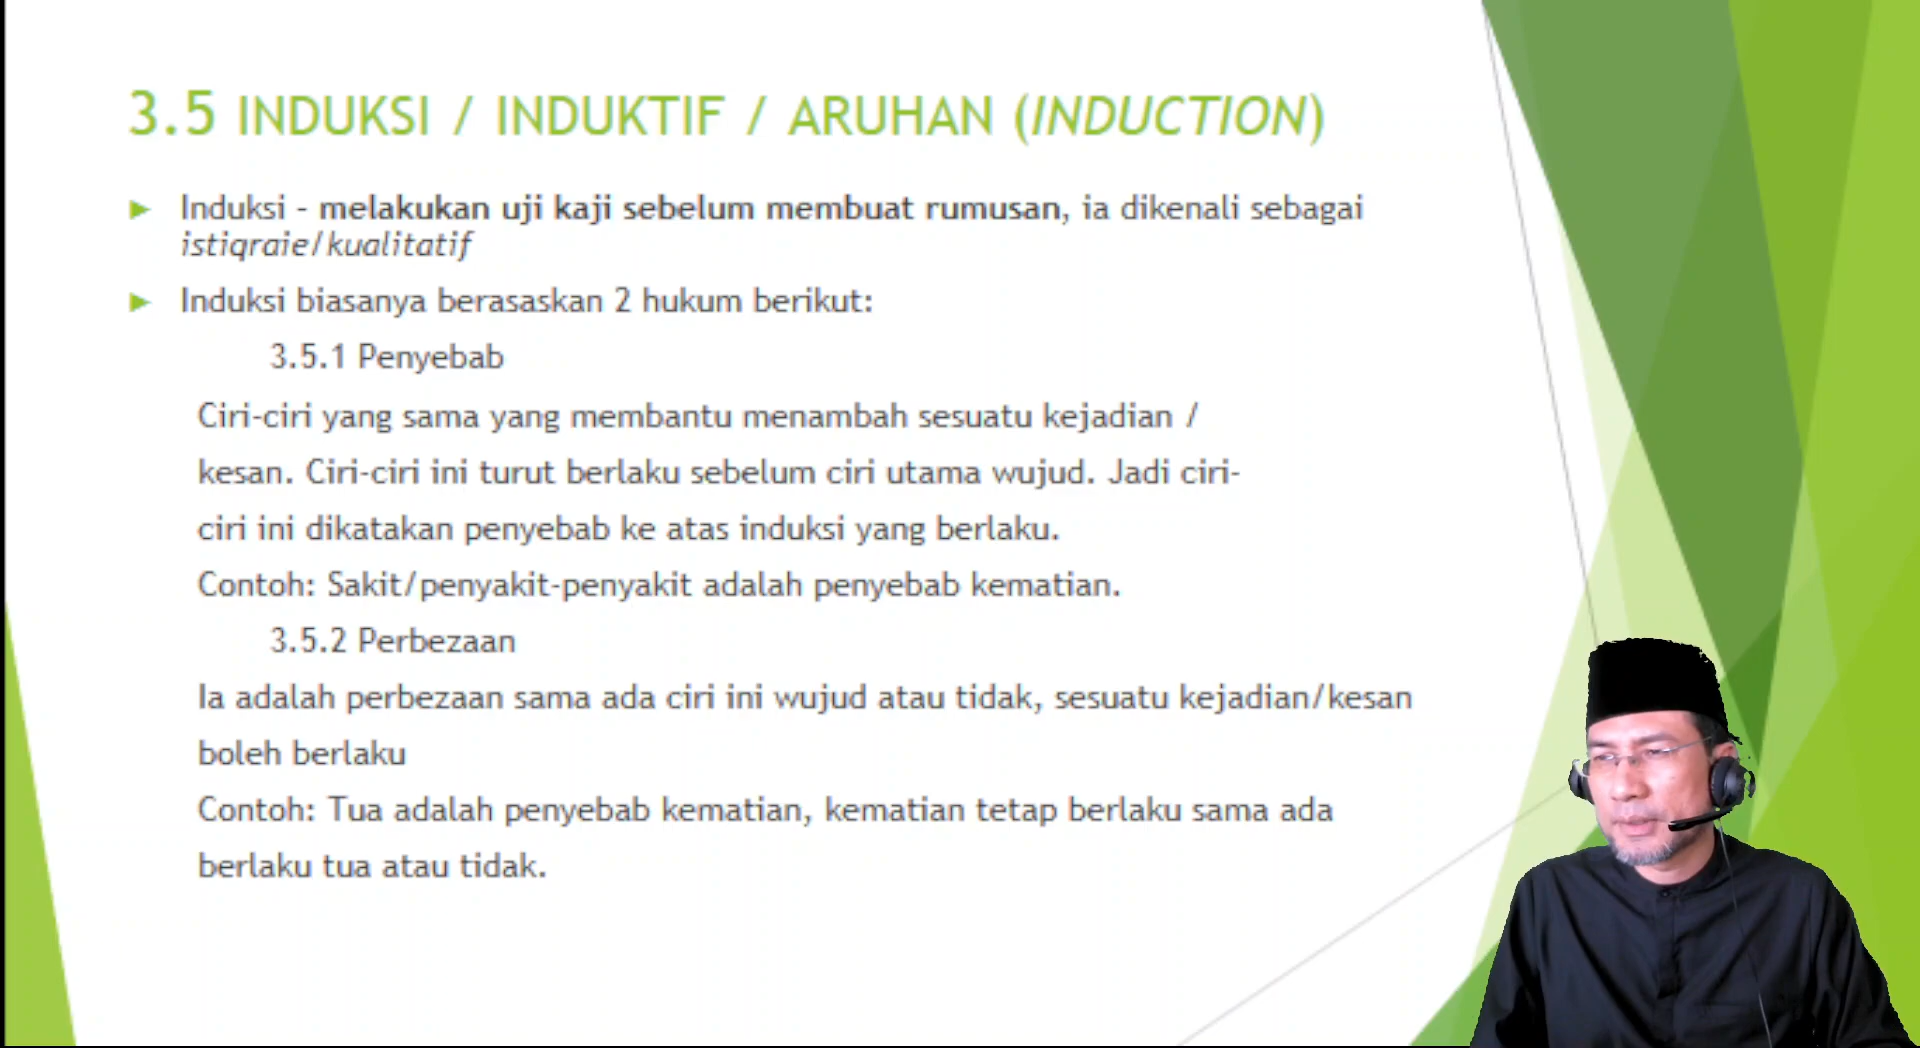 3.5 INDUKSI / INDUKTIF / ARUHAN (INDUCTION)
Induksi - melakukan uji kaji sebelum membuat rumusan, ia dikenali sebagai
istiqraie/kualitatif
Induksi biasanya berasaskan 2 hukum berikut:
3.5.1 Penyebab
Ciri-ciri yang sama yang membantu menambah sesuatu kejadian /
kesan. Ciri-ciri ini turut berlaku sebelum ciri utama wujud. Jadi ciri-
ciri ini dikatakan penyebab ke atas induksi yang berlaku.
Contoh: Sakit/penyakit-penyakit adalah penyebab kematian.
3.5.2 Perbezaan
Ia adalah perbezaan sama ada ciri ini wujud atau tidak, sesuatu kejadian/kesan
boleh berlaku
Contoh: Tua adalah penyebab kematian, kematian tetap berlaku sama ada
berlaku tua atau tidak.